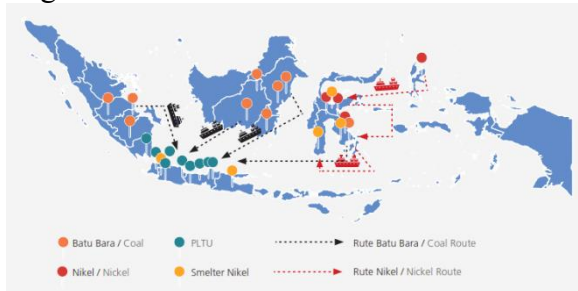 Batu Bara / Coal
PLTU
Rute Batu Bara / Coal Route
Nikel / Nickel
Smelter Nikel
Rute Nikel / Nickel Route